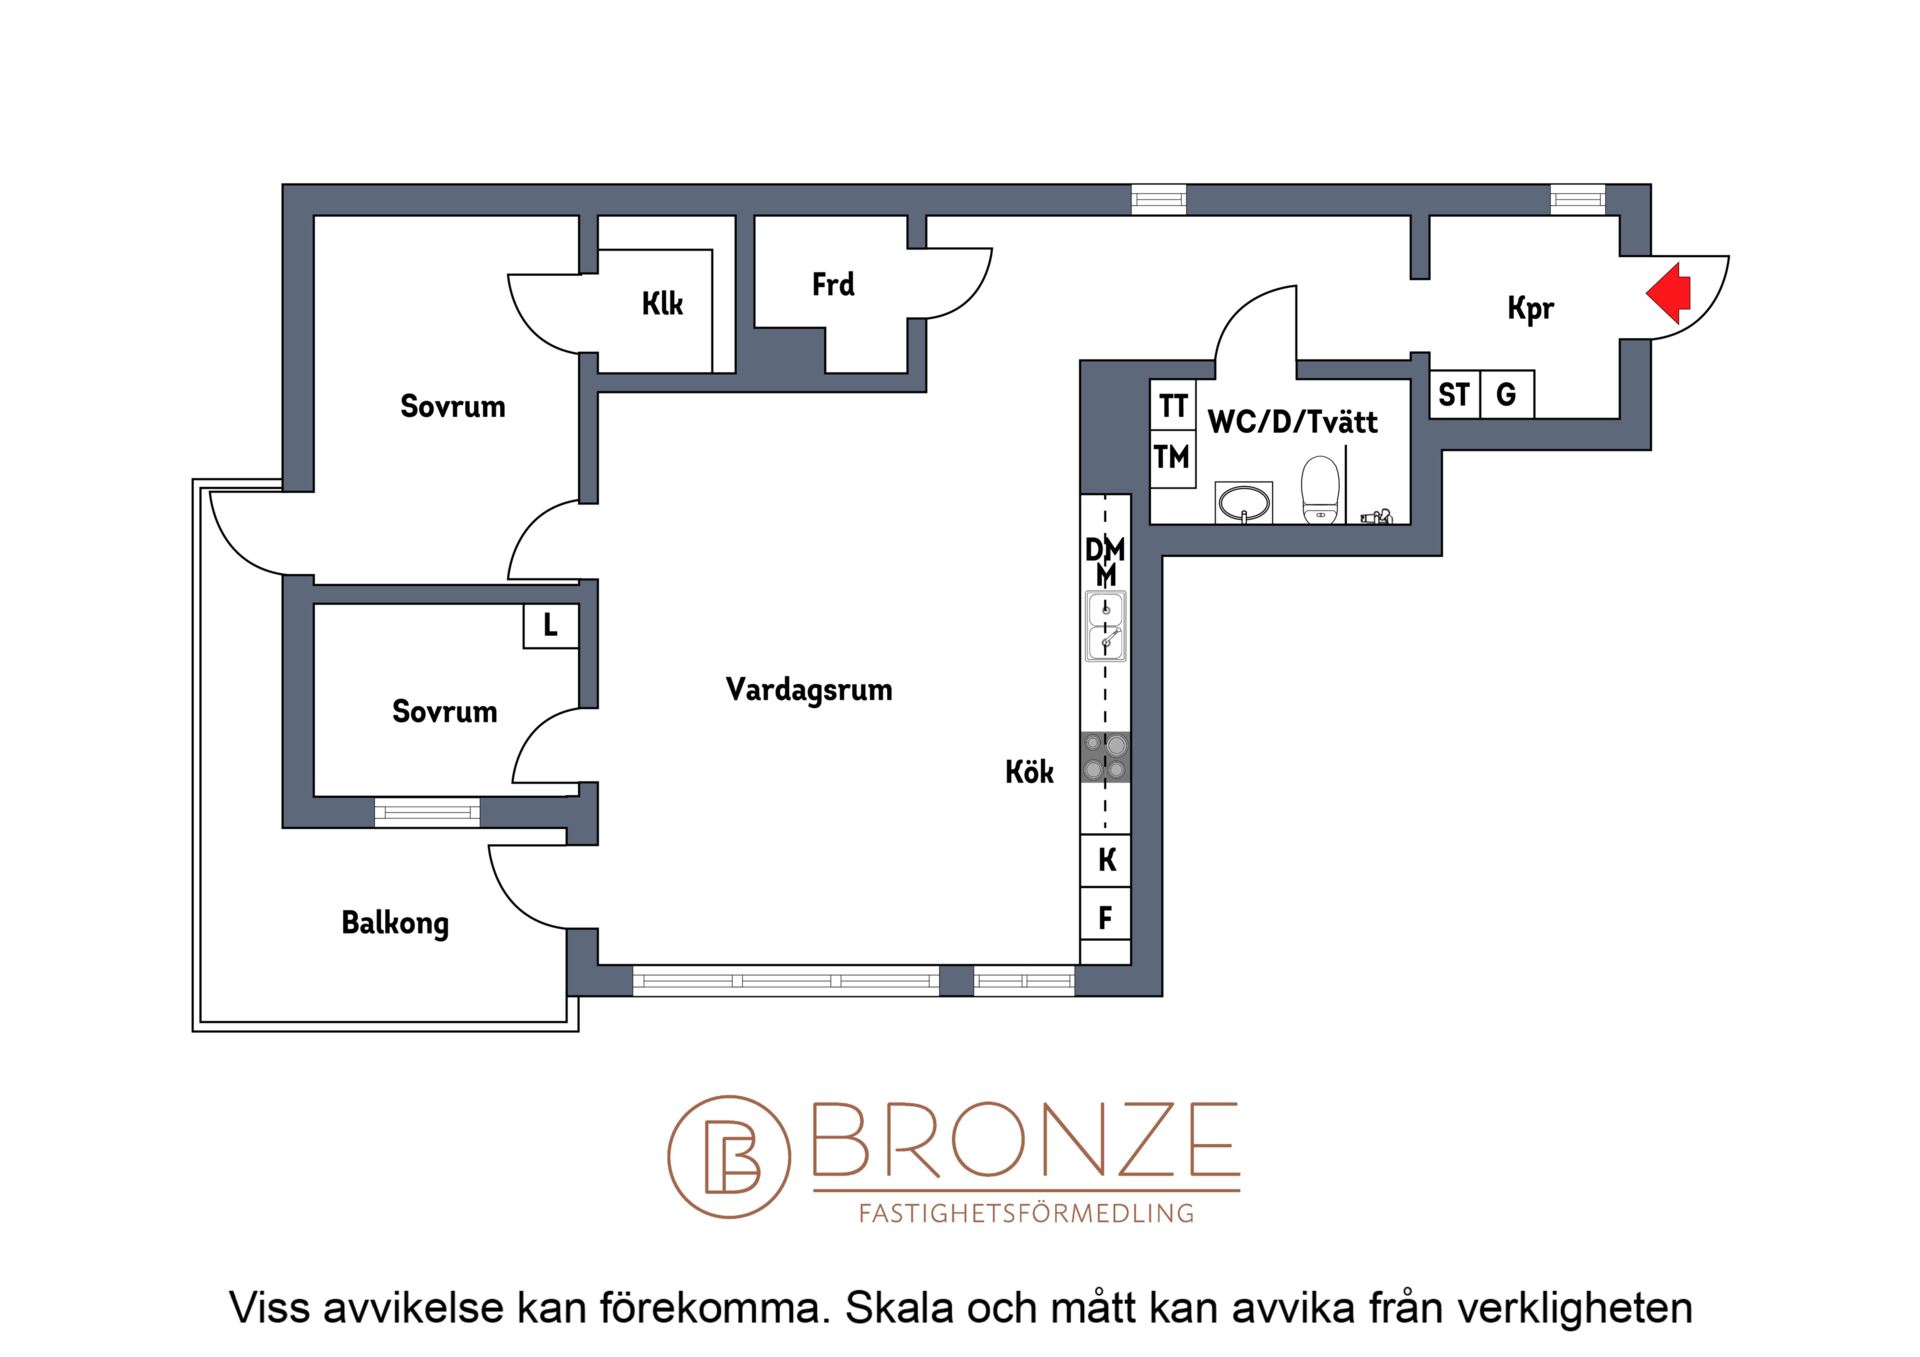 Klk
Frd
Kpr
Sovrum
ST G
TT
WC/D/Tvätt
TM
DM
M
L
Sovrum
Vardagsrum
Kök
K
F
Balkong
B BRONZE
FASTIGHETSFÖRMEDLING
Viss avvikelse kan förekomma. Skala och mått kan avvika från verkligheten